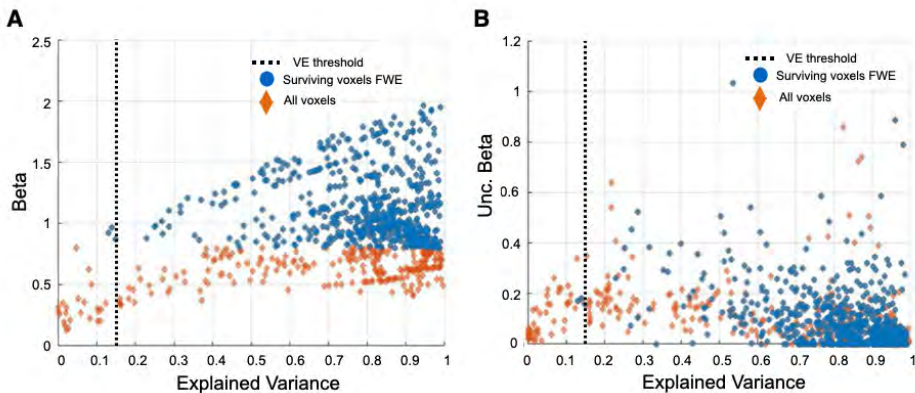 A
2.5
2
1.5
1
0.5
0
Beta
VE threshold
Surviving voxels FWE
All voxels
0 0.1 0.2 0.3 0.4 0.5 0.6 0.7 0.8 0.9 1
Explained Variance
B
1.2
1
0.8
0.6
0.4
0.2
0
Unc. Beta
VE threshold
Surviving voxels FWE
All voxels
0 0.1 0.2 0.3 0.4 0.5 0.6 0.7 0.8 0.9 1
Explained Variance